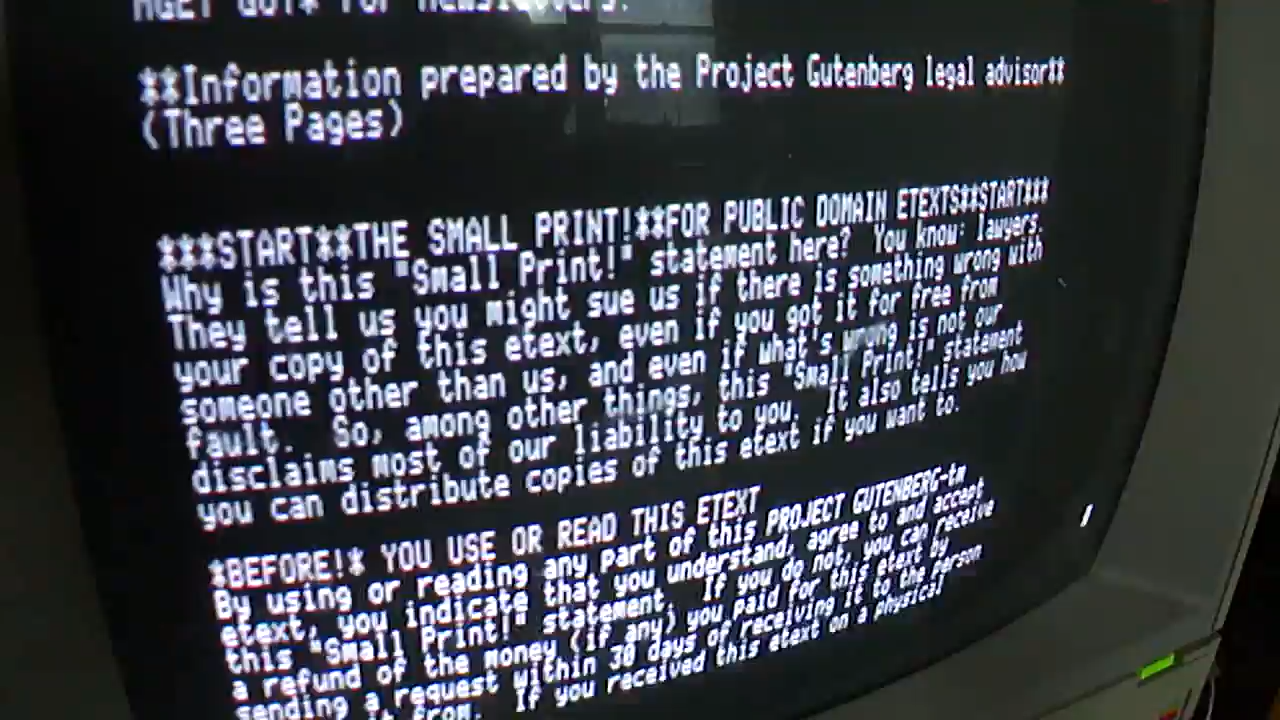 MGET GUT* for newsletters.
**Information prepared by the Project Gutenberg legal advisor**
(Three Pages)
***START**THE SMALL PRINT!**FOR PUBLIC DOMAIN ETEXTS**START***
Why is this "Small Print!" statement here? You know: lawyers.
They tell us you might sue us if there is something wrong with
your copy of this etext, even if you got it for free from
someone other than us, and even if what's wrong is not our
fault. So, among other things, this "Small Print!" statement
disclaims most of our liability to you. It also tells you how
you can distribute copies of this etext if you want to.
*BEFORE!* YOU USE OR READ THIS ETEXT
By using or reading any part of this PROJECT GUTENBERG-tm
etext, you indicate that you understand, agree to and accept
this "Small Print!" statement. If you do not, you can receive
a refund of the money (if any) you paid for this etext by
sending a request within 30 days of receiving it to the person
it from. If you received this etext on a physical